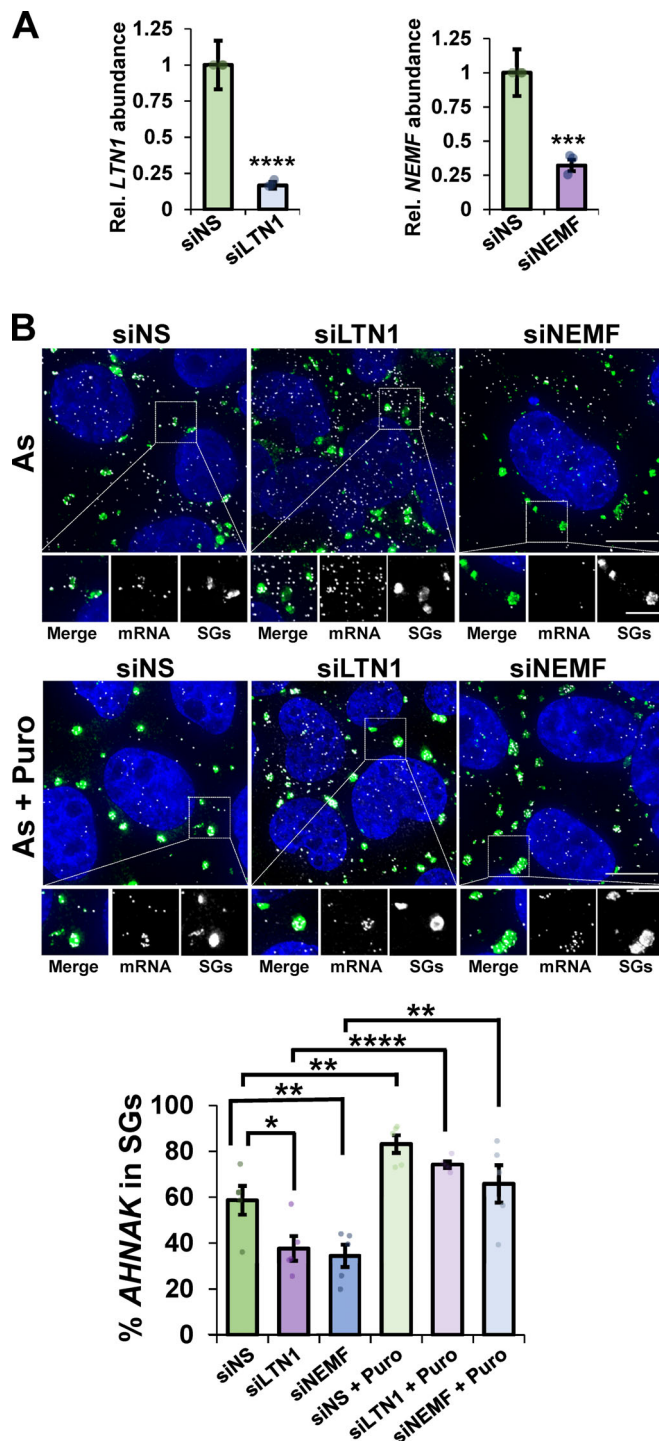 A
Rel. LTN1 abundance
1.25
1
0.75
0.5
0.25
0
****
siNS
siLTN1
Rel. NEMF abundance
1.25
1
0.75
0.5
0.25
0
***
siNS
siNEMF
B
siNS siLTN1 siNEMF
As
Merge mRNA SGs Merge mRNA SGs Merge mRNA SGs
siNS siLTN1 siNEMF
As + Puro
Merge mRNA SGs Merge mRNA SGs Merge mRNA SGs
**
****
**
**
*
% AHNAK in SGs
100
80
60
40
20
0
siNS
siLTN1
siNEMF
siNS + Puro
siLTN1 + Puro
siNEMF + Puro